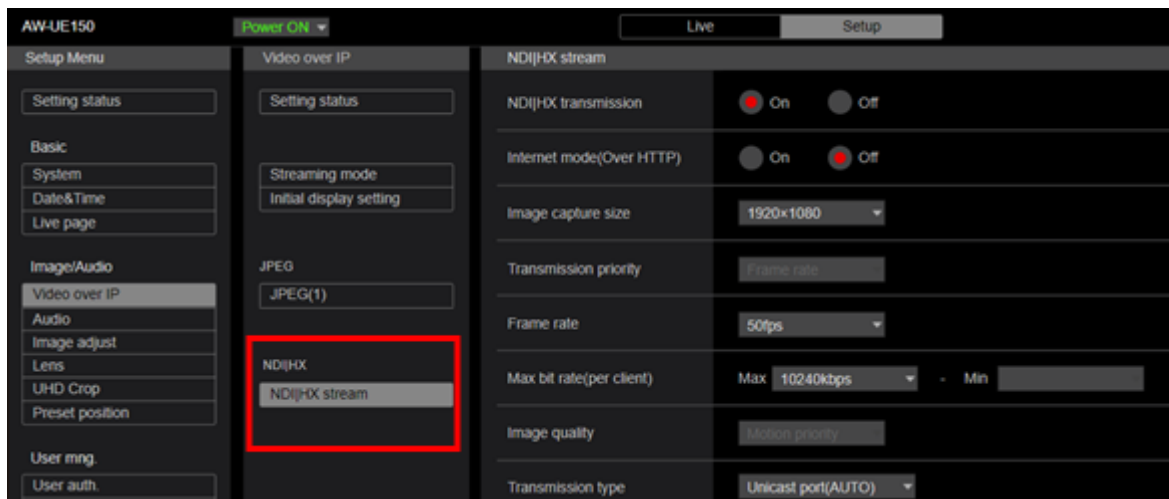 AW-UE150
Power ON
Live
Setup
Setup Menu
Setting status
Basic
System
Date&Time
Live page
Image/Audio
Video over IP
Audio
Image adjust
Lens
UHD Crop
Preset position
User mng.
User auth.
Video over IP
Setting status
Streaming mode
Initial display setting
JPEG
JPEG(1)
NDI|HX
NDI|HX stream
NDI|HX stream
NDI|HX transmission
On
Off
Internet mode(Over HTTP)
On
Off
Image capture size
1920×1080
Transmission priority
Frame rate
Frame rate
50fps
Max bit rate(per client)
Max
10240kbps
-
Min
Image quality
Motion priority
Transmission type
Unicast port(AUTO)